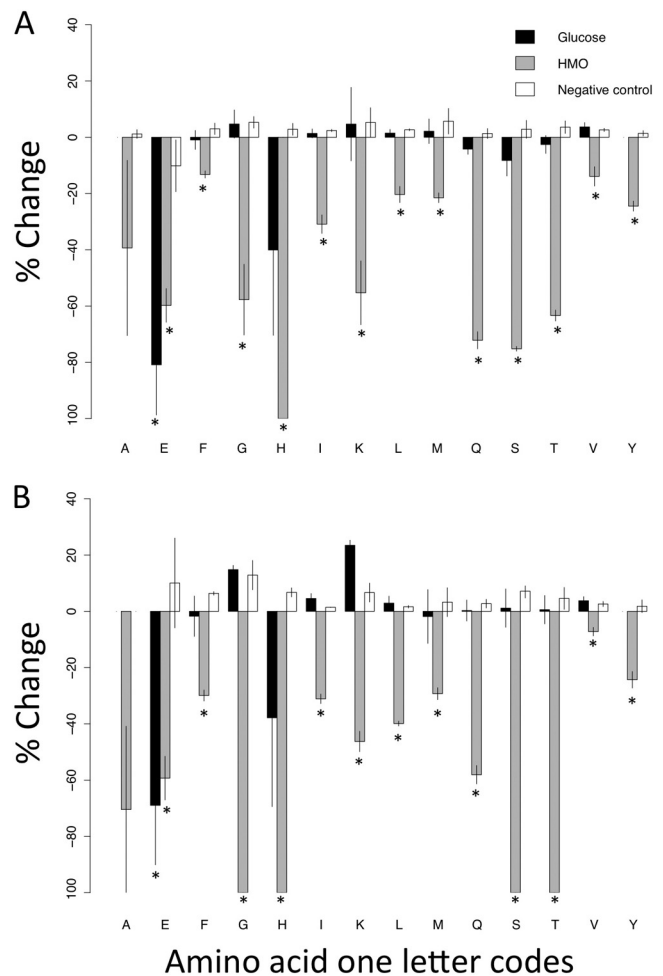 A
Glucose
HMO
Negative control
% Change
40
20
0
−20
−40
−60
−80
100
* * * * * * * * * * * * * *
A E F G H I K L M Q S T V Y
B
% Change
40
20
0
−20
−40
−60
−80
100
* * * * * * * * * * * * * *
A E F G H I K L M Q S T V Y
Amino acid one letter codes